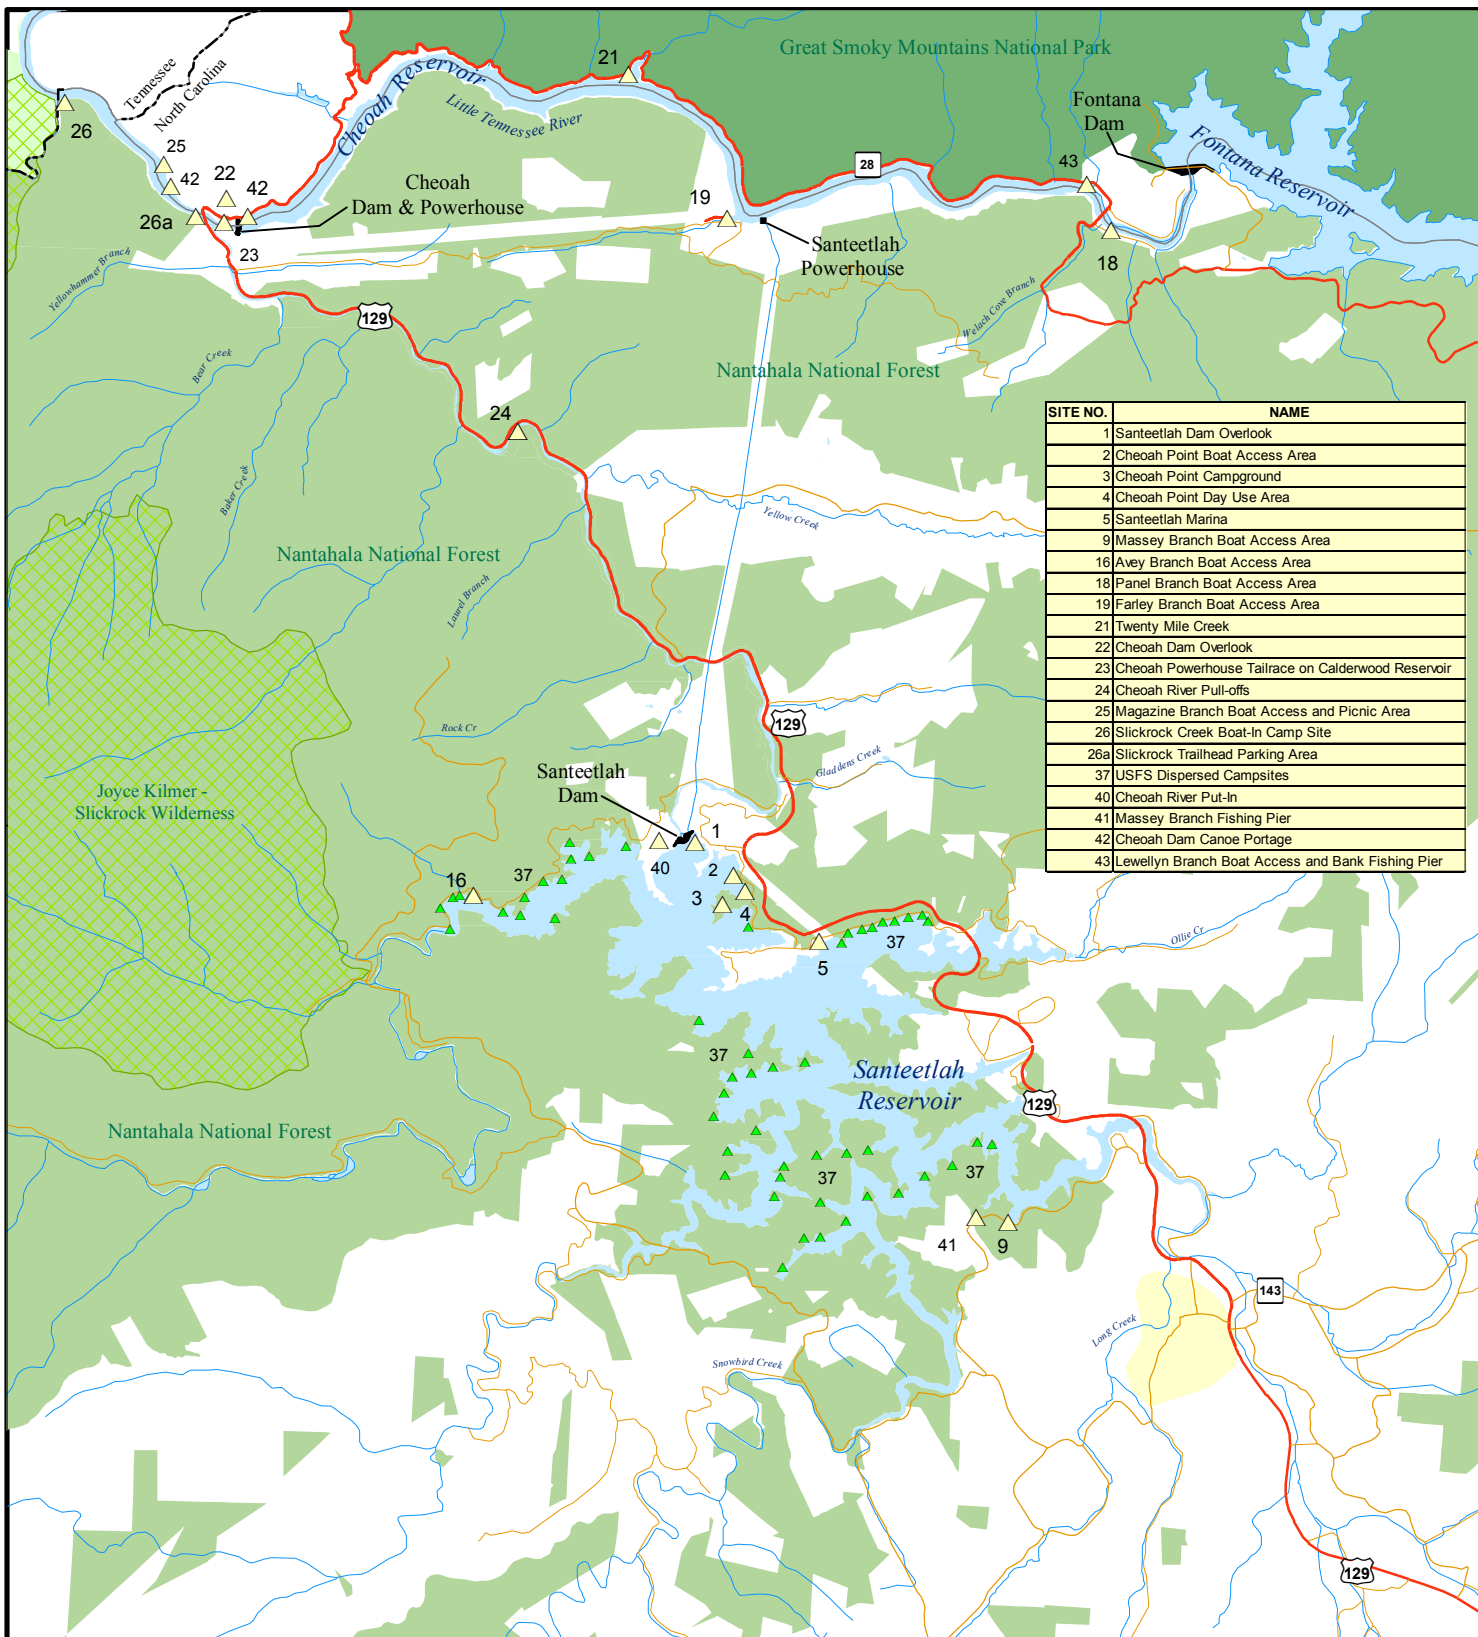 Great Smoky Mountains National Park
21
Tennessee
North Carolina
Cheoah Reservoir
Little Tennessee River
Fontana
Dam
Fontana Reservoir
26
25
42
22
42
26a
23
Cheoah
Dam & Powerhouse
28
43
19
18
Santeetlah
Powerhouse
Yellowhammer Branch
129
Welach Cove Branch
Bear Creek
Nantahala National Forest
24
SITE NO. NAME
1 Santeetlah Dam Overlook
2 Cheoah Point Boat Access Area
3 Cheoah Point Campground
4 Cheoah Point Day Use Area
5 Santeetlah Marina
9 Massey Branch Boat Access Area
16 Avey Branch Boat Access Area
18 Panel Branch Boat Access Area
19 Farley Branch Boat Access Area
21 Twenty Mile Creek
22 Cheoah Dam Overlook
23 Cheoah Powerhouse Tailrace on Calderwood Reservoir
24 Cheoah River Pull-offs
25 Magazine Branch Boat Access and Picnic Area
26 Slickrock Creek Boat-In Camp Site
26a Slickrock Trailhead Parking Area
37 USFS Dispersed Campsites
40 Cheoah River Put-In
41 Massey Branch Fishing Pier
42 Cheoah Dam Canoe Portage
43 Lewellyn Branch Boat Access and Bank Fishing Pier
Baker Creek
Yellow Creek
Nantahala National Forest
Laurel Branch
Rock Cr
129
Gladdens Creek
Santeetlah
Dam
Joyce Kilmer -
Slickrock Wilderness
1
40
2
3
4
16
37
5
37
Ollie Cr
37
Santeetlah
Reservoir
129
Nantahala National Forest
37
37
41
9
143
Long Creek
Snowbird Creek
129